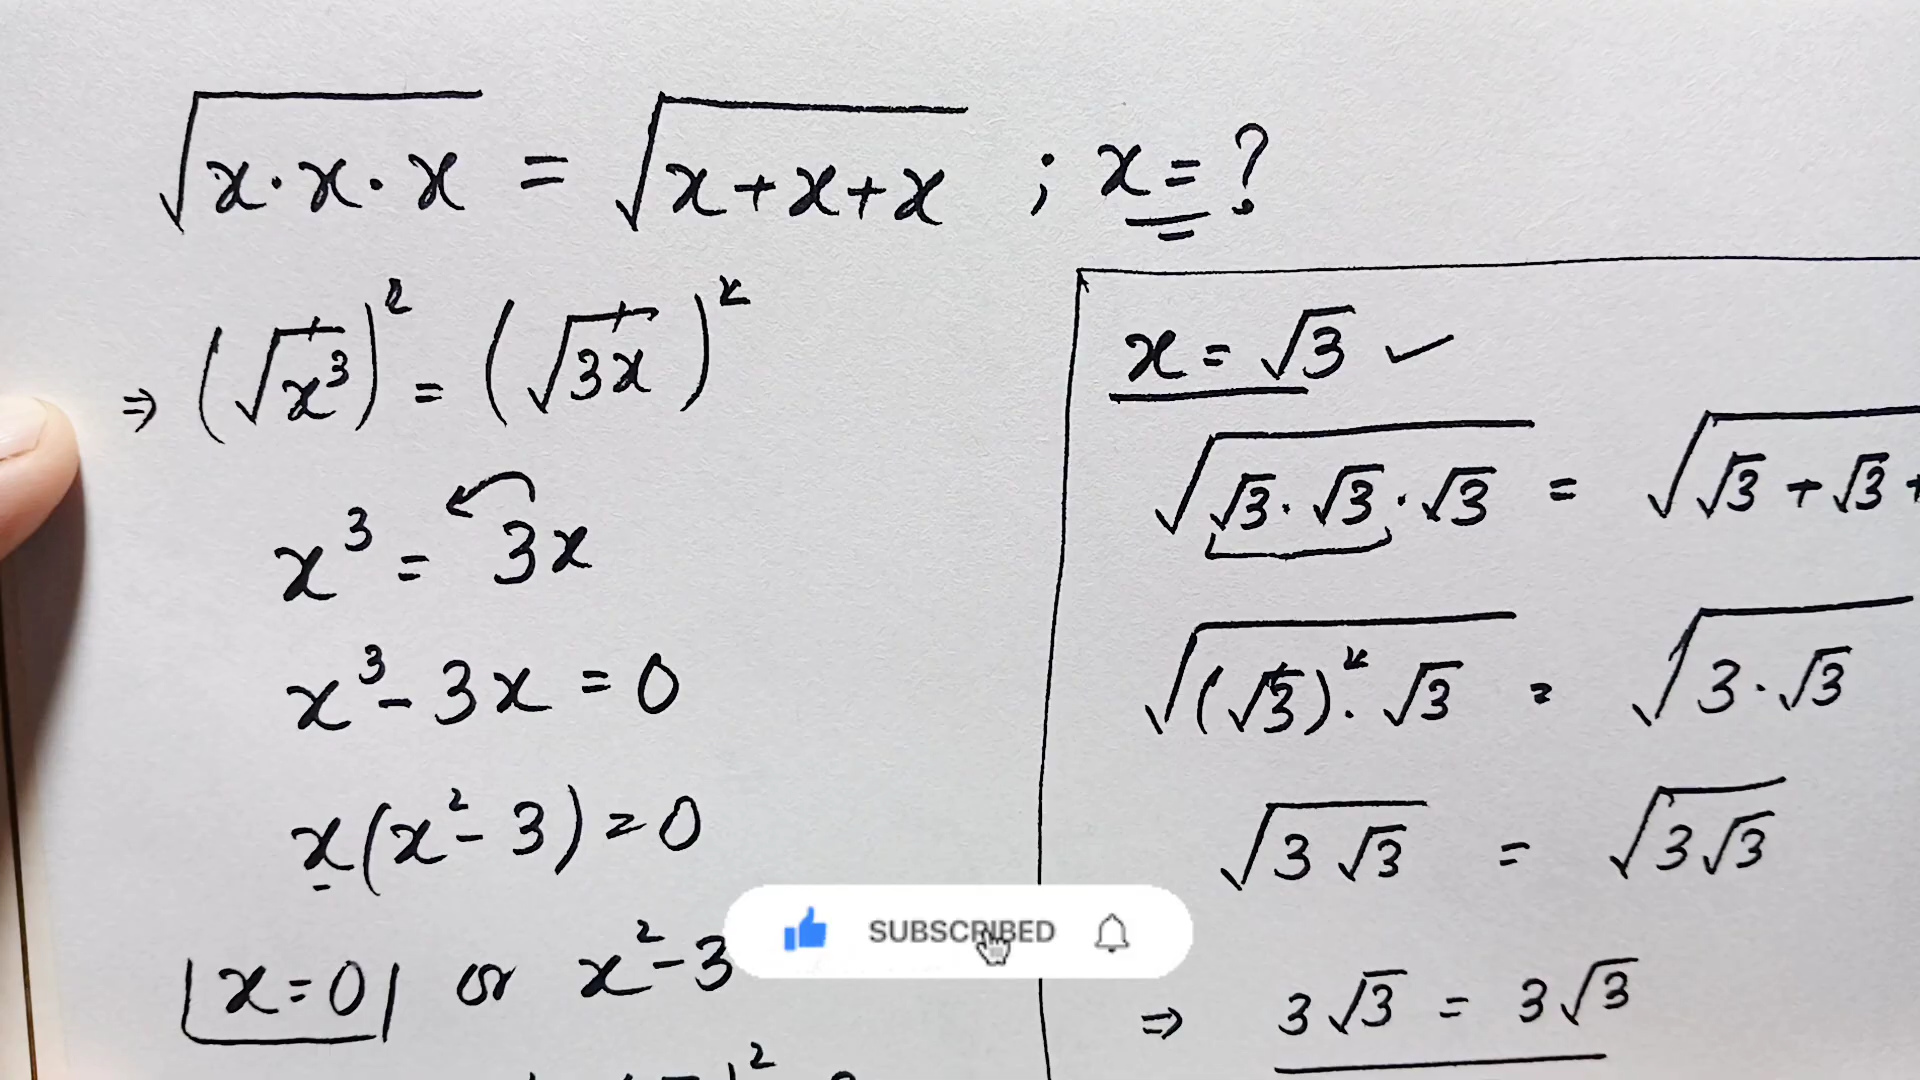 √(x·x·x) = √(x+x+x) ; x = ?
⇒ (√x³)² = (√3x)²
x³ = 3x
x³ - 3x = 0
x(x² - 3) = 0
x = 0 or x² - 3
x = √3 ✓
√(√3·√3·√3) = √(√3 + √3 +
√((√3)²·√3) = √(3·√3)
√(3√3) = √(3√3)
⇒ 3√3 = 3√3
SUBSCRIBED